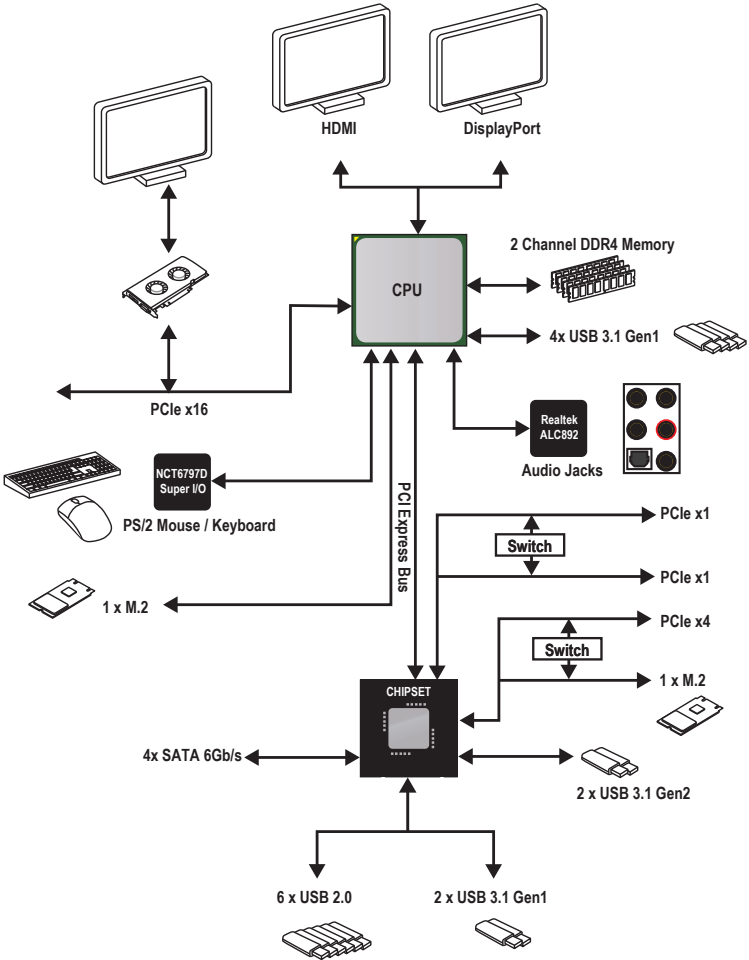 HDMI
DisplayPort
2 Channel DDR4 Memory
CPU
4x USB 3.1 Gen1
PCIe x16
Realtek
ALC892
Audio Jacks
NCT6797D
Super I/O
PS/2 Mouse / Keyboard
PCI Express Bus
PCIe x1
Switch
PCIe x1
1 x M.2
PCIe x4
Switch
1 x M.2
CHIPSET
4x SATA 6Gb/s
2 x USB 3.1 Gen2
6 x USB 2.0
2 x USB 3.1 Gen1